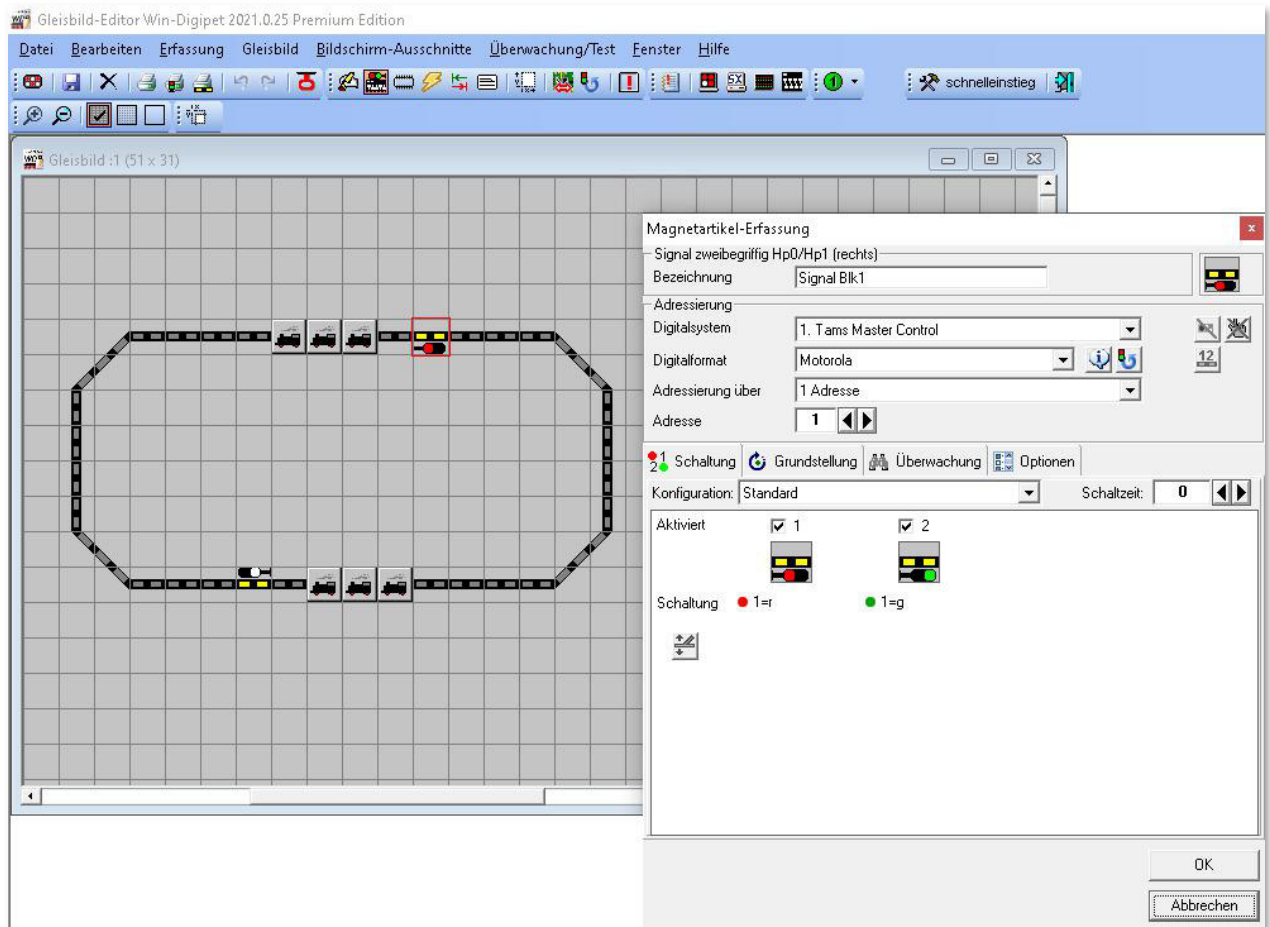 Gleisbild-Editor Win-Digipet 2021.0.25 Premium Edition
Datei Bearbeiten Erfassung Gleisbild Bildschirm-Ausschnitte Überwachung/Test Fenster Hilfe
schnelleinstieg
Gleisbild :1 (51 x 31)
Magnetartikel-Erfassung
Signal zweibegriffig Hp0/Hp1 (rechts)
Bezeichnung Signal Blk1
Adressierung
Digitalsystem 1. Tams Master Control
Digitalformat Motorola 12
Adressierung über 1 Adresse
Adresse 1
1 2 Schaltung Grundstellung Überwachung Optionen
Konfiguration: Standard Schaltzeit: 0
Aktiviert 1 2
Schaltung 1=r 1=g
OK
Abbrechen